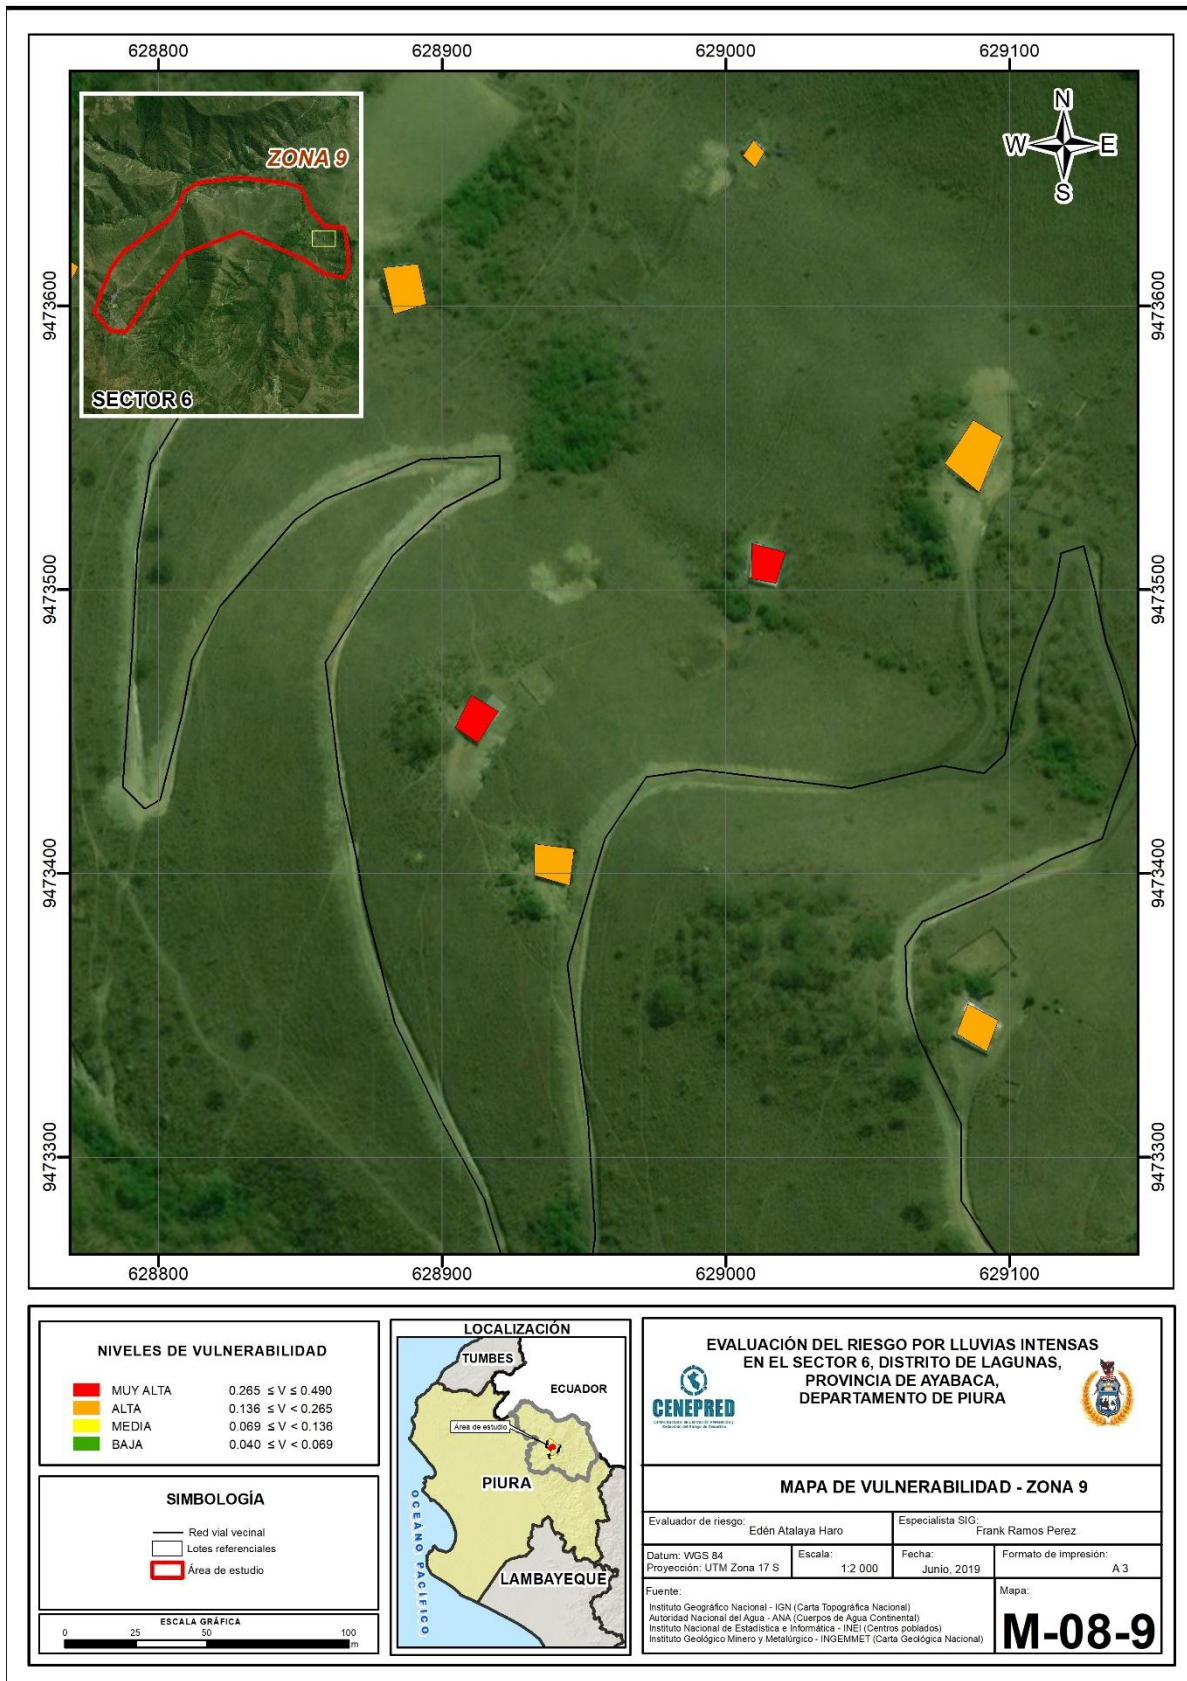 628800
628900
629000
629100
ZONA 9
SECTOR 6
N
W
E
S
9473600
9473600
9473500
9473500
9473400
9473400
9473300
9473300
628800
628900
629000
629100
NIVELES DE VULNERABILIDAD
MUY ALTA 0.265 ≤ V ≤ 0.490
ALTA 0.136 ≤ V < 0.265
MEDIA 0.069 ≤ V < 0.136
BAJA 0.040 ≤ V < 0.069
SIMBOLOGÍA
Red vial vecinal
Lotes referenciales
Área de estudio
ESCALA GRÁFICA
0 25 50 100
m
LOCALIZACIÓN
TUMBES
ECUADOR
Área de estudio
PIURA
OCEÁNO PACÍFICO
LAMBAYEQUE
EVALUACIÓN DEL RIESGO POR LLUVIAS INTENSAS
EN EL SECTOR 6, DISTRITO DE LAGUNAS,
PROVINCIA DE AYABACA,
DEPARTAMENTO DE PIURA
CENEPRED
MAPA DE VULNERABILIDAD - ZONA 9
Evaluador de riesgo:
Edén Atalaya Haro
Especialista SIG:
Frank Ramos Perez
Datum: WGS 84
Proyección: UTM Zona 17 S
Escala:
1:2 000
Fecha:
Junio, 2019
Formato de impresión:
A 3
Fuente:
Instituto Geográfico Nacional - IGN (Carta Topográfica Nacional)
Autoridad Nacional del Agua - ANA (Cuerpos de Agua Continental)
Instituto Nacional de Estadística e Informática - INEI (Centros poblados)
Instituto Geológico Minero y Metalúrgico - INGEMMET (Carta Geológica Nacional)
Mapa:
M-08-9